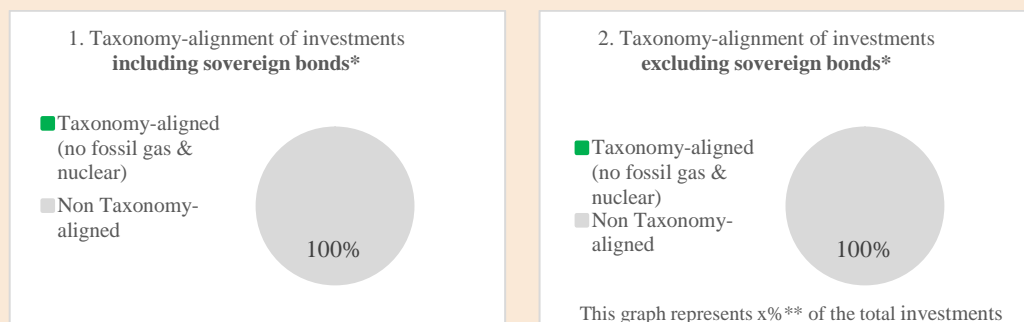 1. Taxonomy-alignment of investments
including sovereign bonds*
Taxonomy-aligned
(no fossil gas &
nuclear)
Non Taxonomy-
aligned
100%
2. Taxonomy-alignment of investments
excluding sovereign bonds*
Taxonomy-aligned
(no fossil gas &
nuclear)
Non Taxonomy-
aligned
100%
This graph represents x%** of the total investments